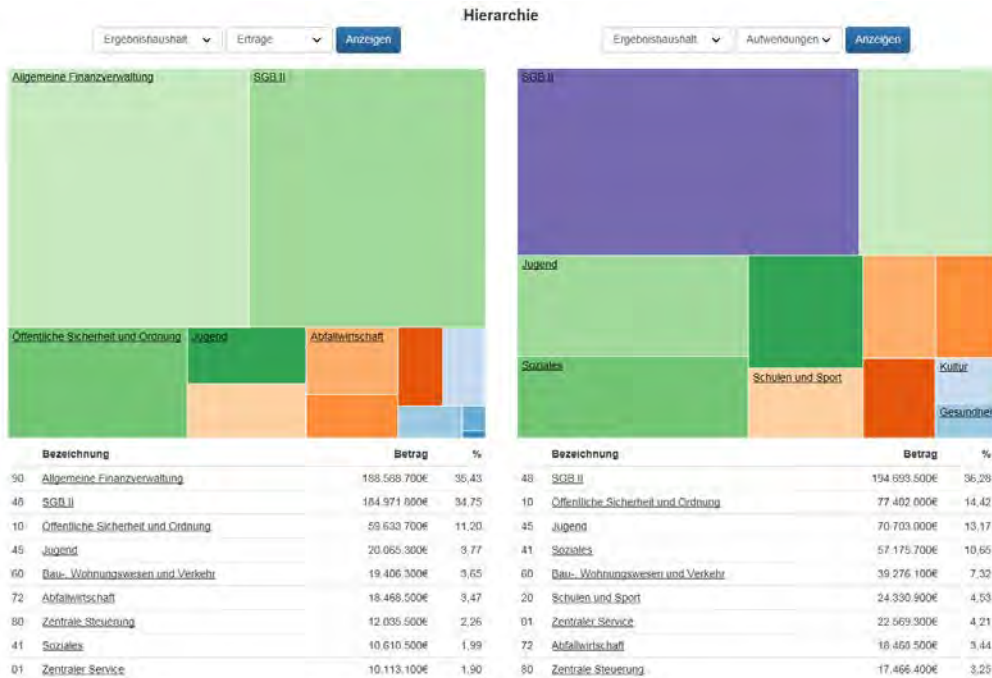 Hierarchie
Ergebnishaushalt Erträge Anzeigen
Ergebnishaushalt Aufwendungen Anzeigen
Allgemeine Finanzverwaltung SGB II
Öffentliche Sicherheit und Ordnung Jugend Abfallwirtschaft
SGB II
Jugend
Soziales Kultur
Schulen und Sport
Gesundhei
Bezeichnung Betrag %
90 Allgemeine Finanzverwaltung 188.568.700€ 35,43
48 SGB II 34,75
10 Öffentliche Sicherheit und Ordnung 59.633.700€ 11,20
45 Jugend 20.065.300€ 3,77
60 Bau-, Wohnungswesen und Verkehr 19.406.300€ 3,65
72 Abfallwirtschaft 18.468.500€ 3,47
80 Zentrale Steuerung 12.035.500€ 2,26
41 Soziales 10.610.500€ 1,99
01 Zentraler Service 10.113.100€ 1,90
Bezeichnung Betrag %
48 SGB II 194.693.500€ 36,28
10 Öffentliche Sicherheit und Ordnung 77.402.000€ 14,42
45 Jugend 70.703.000€ 13,17
41 Soziales 57.175.700€ 10,65
60 Bau-, Wohnungswesen und Verkehr 39.276.100€ 7,32
20 Schulen und Sport 24.330.900€ 4,53
01 Zentraler Service 22.569.300€ 4,21
72 Abfallwirtschaft 3,44
80 Zentrale Steuerung 17.466.400€ 3,25